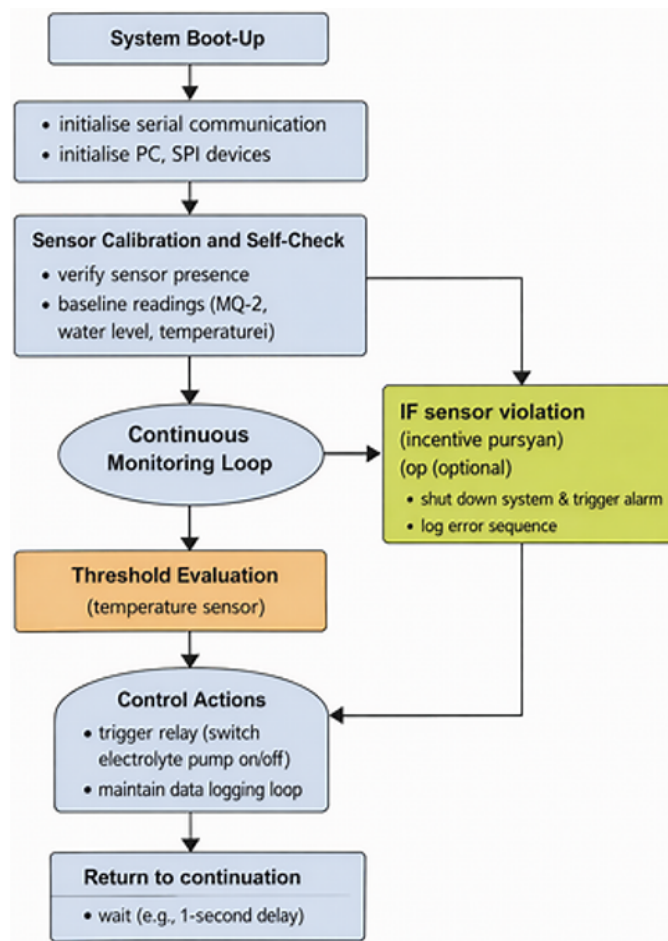 System Boot-Up
• initialise serial communication
• initialise PC, SPI devices
Sensor Calibration and Self-Check
• verify sensor presence
• baseline readings (MQ-2,
water level, temperaturei)
Continuous
Monitoring Loop
IF sensor violation
(incentive pursyan)
(op (optional)
• shut down system & trigger alarm
• log error sequence
Threshold Evaluation
(temperature sensor)
Control Actions
• trigger relay (switch
electrolyte pump on/off)
• maintain data logging loop
Return to continuation
• wait (e.g., 1-second delay)